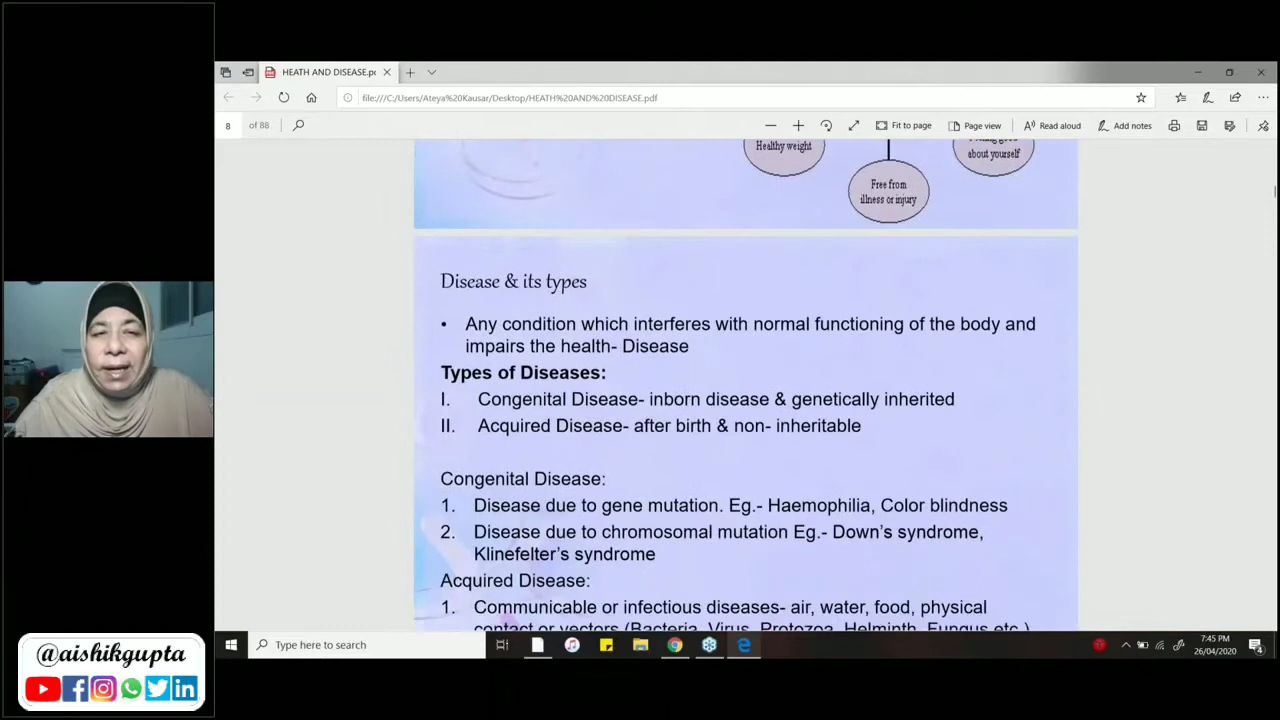 HEATH AND DISEASE.pc
file:///C:/Users/Ateya%20Kausar/Desktop/HEATH%20AND%20DISEASE.pdf
8 of 88
Fit to page
Page view
Read aloud
Add notes
Healthy weight
about yourself
Free from
illness or injury
Disease & its types
• Any condition which interferes with normal functioning of the body and
impairs the health- Disease
Types of Diseases:
I. Congenital Disease- inborn disease & genetically inherited
II. Acquired Disease- after birth & non- inheritable
Congenital Disease:
1. Disease due to gene mutation. Eg.- Haemophilia, Color blindness
2. Disease due to chromosomal mutation Eg.- Down's syndrome,
Klinefelter's syndrome
Acquired Disease:
1. Communicable or infectious diseases- air, water, food, physical
contact or vectors (Bacteria, Virus, Protozoa, Helminth, Fungus etc.)
Type here to search
7:45 PM
26/04/2020
@aishikgupta